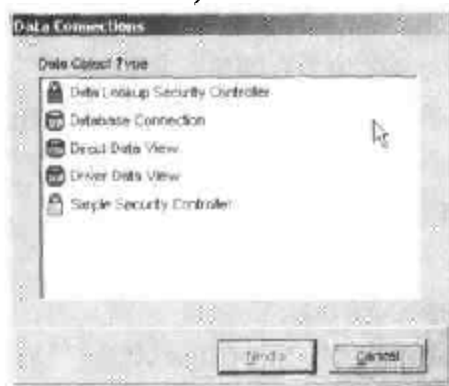 Data Connections
Data Object Type
Data Lookup Security Controller
Database Connection
Direct Data View
Driver Data View
Simple Security Controller
Cancel